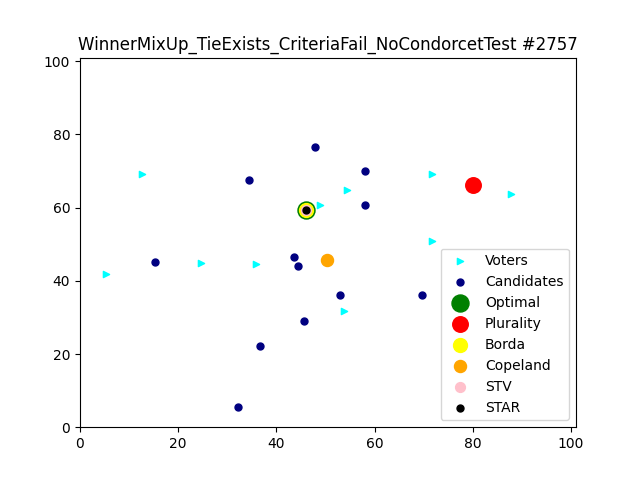 WinnerMixUp_TieExists_CriteriaFail_NoCondorcetTest #2757
100
80
60
40
20
0
0 20 40 60 80 100
Voters
Candidates
Optimal
Plurality
Borda
Copeland
STV
STAR